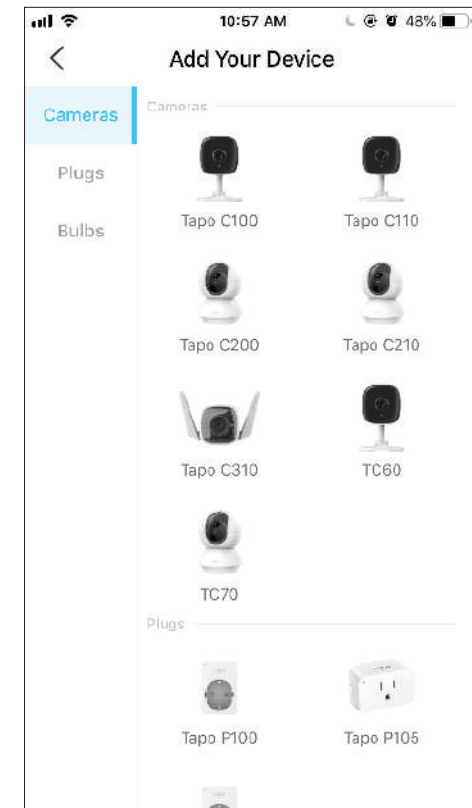 10:57 AM 48%
Add Your Device
Cameras
Plugs
Bulbs
Cameras
Tapo C100 Tapo C110
Tapo C200 Tapo C210
Tapo C310 TC60
TC70
Plugs
Tapo P100 Tapo P105